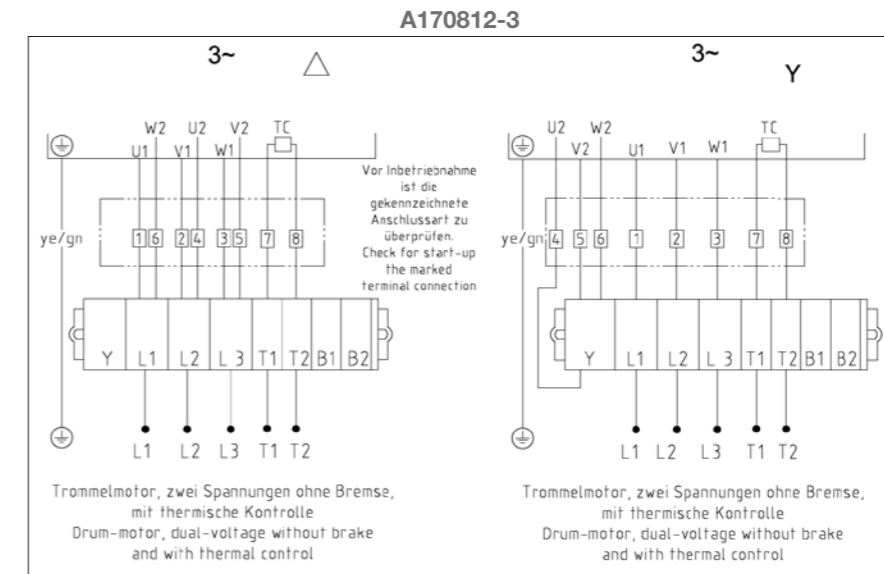 A170812-3
3~ △
W2 U2 V2 TC
U1 V1 W1
ye/gn
1 6 2 4 3 5 7 8
Y L1 L2 L 3 T1 T2 B1 B2
L1 L2 L3 T1 T2
Trommelmotor, zwei Spannungen ohne Bremse,
mit thermische Kontrolle
Drum-motor, dual-voltage without brake
and with thermal control
Vor Inbetriebnahme
ist die
gekennzeichnete
Anschlussart zu
überprüfen.
Check for start-up
the marked
terminal connection
3~ Y
U2 W2 TC
V2 U1 V1 W1
ye/gn
4 5 6 1 2 3 7 8
Y L1 L2 L 3 T1 T2 B1 B2
L1 L2 L3 T1 T2
Trommelmotor, zwei Spannungen ohne Bremse,
mit thermische Kontrolle
Drum-motor, dual-voltage without brake
and with thermal control